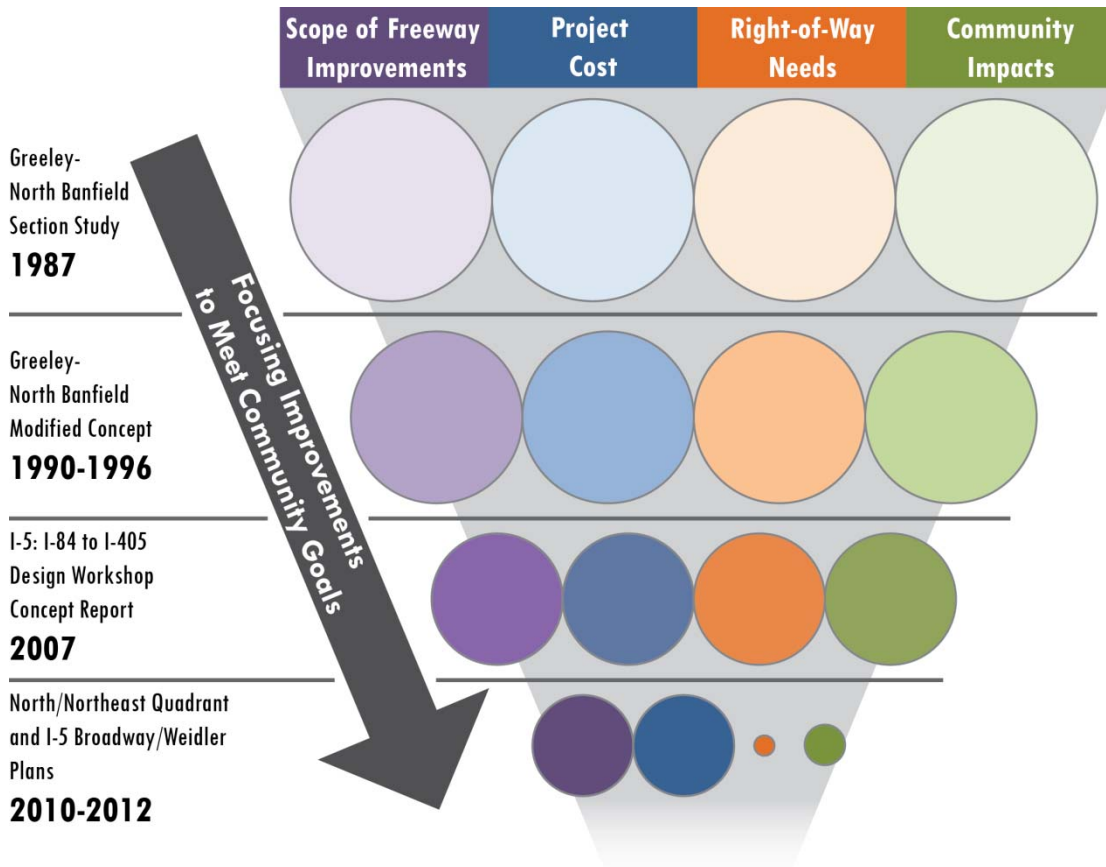 Scope of Freeway
Improvements
Project
Cost
Right-of-Way
Needs
Community
Impacts
Greeley-
North Banfield
Section Study
1987
Focusing Improvements
to Meet Community Goals
Greeley-
North Banfield
Modified Concept
1990-1996
I-5: I-84 to I-405
Design Workshop
Concept Report
2007
North/Northeast Quadrant
and I-5 Broadway/Weidler
Plans
2010-2012